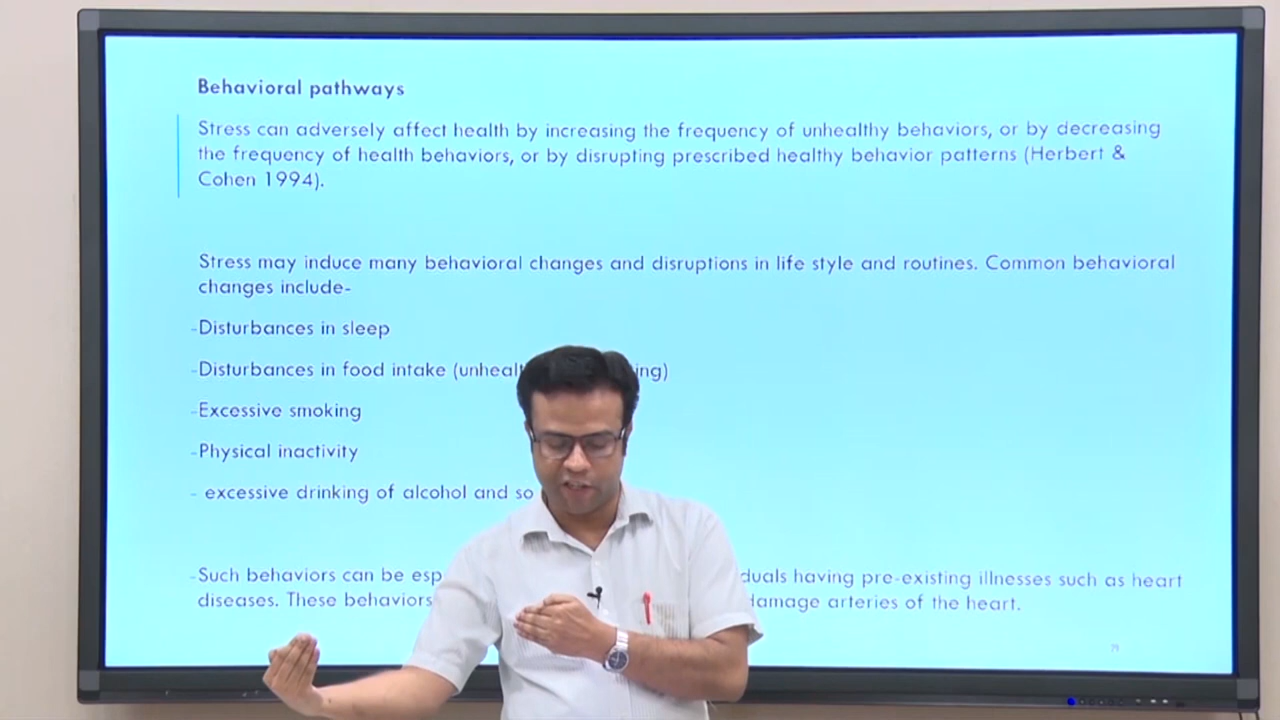 Behavioral pathways
Stress can adversely affect health by increasing the frequency of unhealthy behaviors, or by decreasing
the frequency of health behaviors, or by disrupting prescribed healthy behavior patterns (Herbert &
Cohen 1994).
Stress may induce many behavioral changes and disruptions in life style and routines. Common behavioral
changes include-
-Disturbances in sleep
-Disturbances in food intake
-Excessive smoking
-Physical inactivity
- excessive drinking of alcohol and so
-Such behaviors can be having pre-existing illnesses such as heart
diseases. These behaviors damage arteries of the heart.